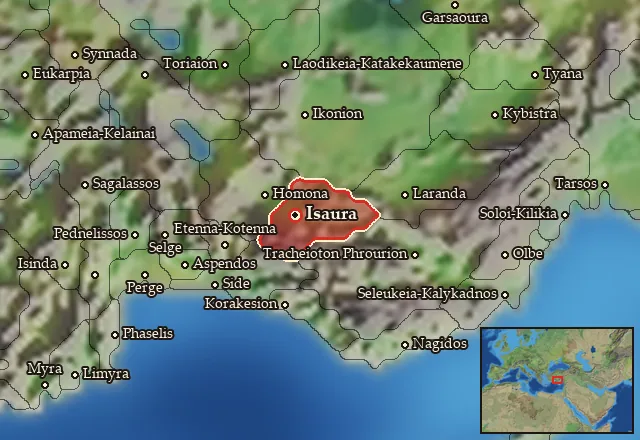 Garsaoura
Synnada
Toriaion
Laodikeia-Katakekaumene
Eukarpia
Tyana
Ikonion
Kybistra
Apameia-Kelainai
Sagalassos
Homona
Laranda
Tarsos
Isaura
Soloi-Kilikia
Etenna-Kotenna
Pednelissos
Selge
Tracheioton Phrourion
Olbe
Isinda
Aspendos
Perge
Side
Seleukeia-Kalykadnos
Korakesion
Phaselis
Nagidos
Myra
Limyra